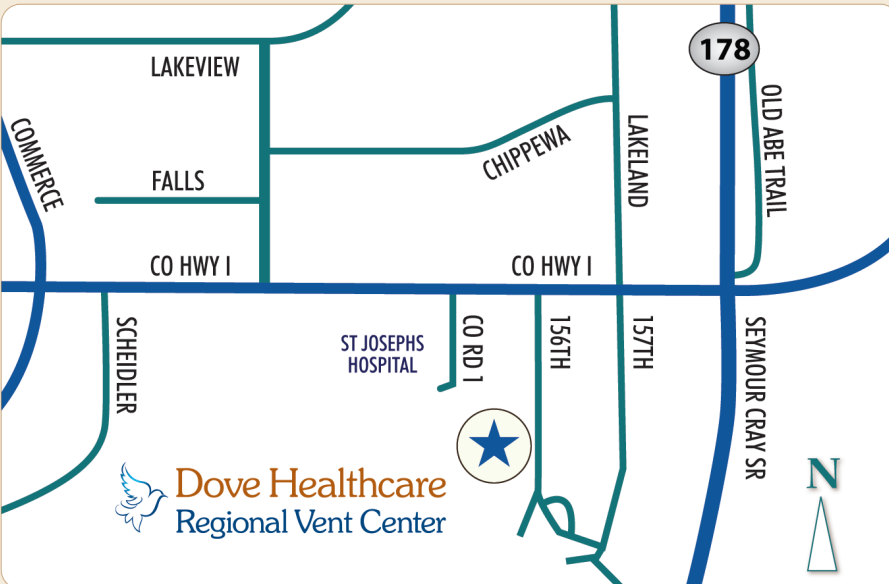 178
LAKEVIEW
OLD ABE TRAIL
COMMERCE
CHIPPEWA
LAKELAND
FALLS
CO HWY I
CO HWY I
SCHEIDLER
ST JOSEPHS
HOSPITAL
CO RD 1
156TH
157TH
SEYMOUR CRAY SR
Dove Healthcare
Regional Vent Center
N